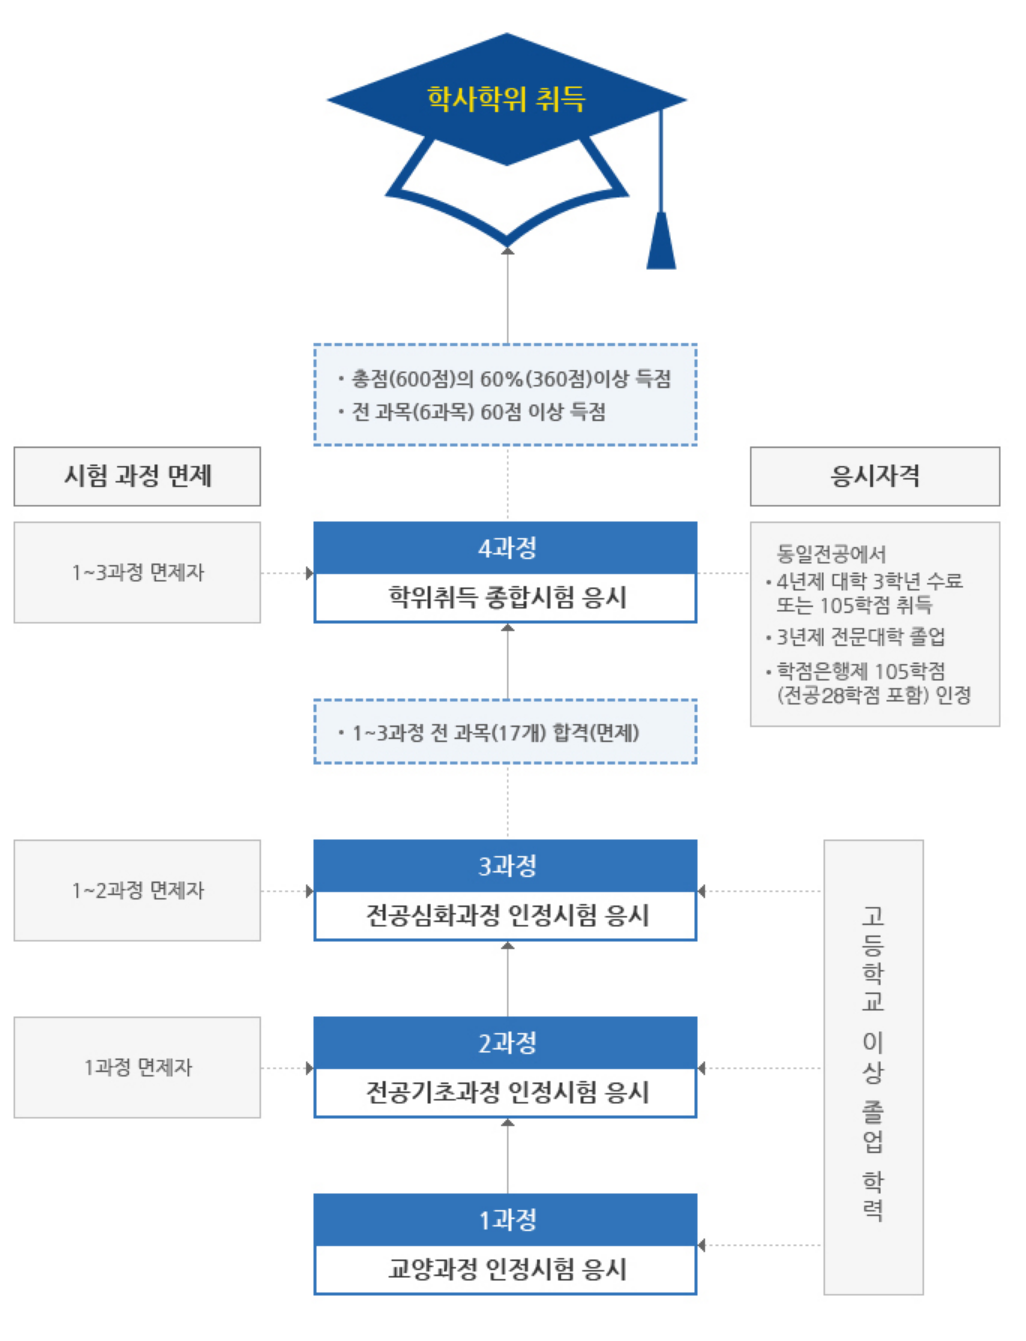 학사학위 취득
• 총점(600점)의 60%(360점)이상 득점
• 전 과목(6과목) 60점 이상 득점
시험 과정 면제
응시자격
1~3과정 면제자
4과정
학위취득 종합시험 응시
동일전공에서
• 4년제 대학 3학년 수료
또는 105학점 취득
• 3년제 전문대학 졸업
• 학점은행제 105학점
(전공28학점 포함) 인정
• 1~3과정 전 과목(17개) 합격(면제)
1~2과정 면제자
3과정
전공심화과정 인정시험 응시
고등학교 이상 졸업 학력
1과정 면제자
2과정
전공기초과정 인정시험 응시
1과정
교양과정 인정시험 응시